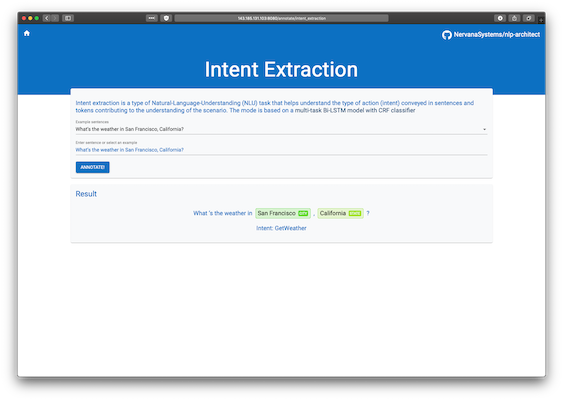 143.185.131.103:8080/annotate/intent_extraction
NervanaSystems/nlp-architect
Intent Extraction
Intent extraction is a type of Natural-Language-Understanding (NLU) task that helps understand the type of action (intent) conveyed in sentences and
tokens contributing to the understanding of the scenario. The mode is based on a multi-task Bi-LSTM model with CRF classifier
Example sentences
What's the weather in San Francisco, California?
Enter sentence or select an example
What's the weather in San Francisco, California?
ANNOTATE!
Result
What 's the weather in San Francisco , California ?
Intent: GetWeather